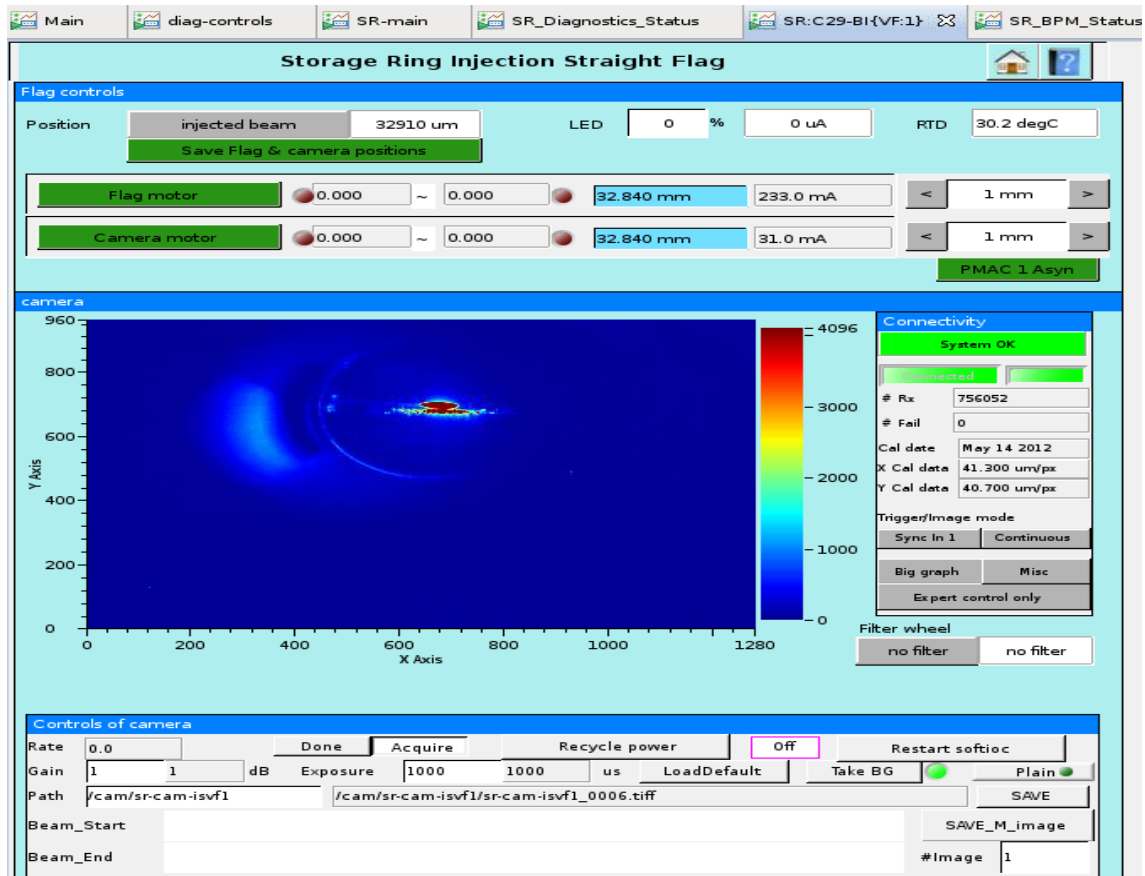 Main diag-controls SR-main SR_Diagnostics_Status SR:C29-BI{VF:1} SR_BPM_Status
Storage Ring Injection Straight Flag
Flag controls
Position injected beam 32910 um LED 0 % 0 uA RTD 30.2 degC
Save Flag & camera positions
Flag motor 0.000 ~ 0.000 32.840 mm 233.0 mA < 1 mm >
Camera motor 0.000 ~ 0.000 32.840 mm 31.0 mA < 1 mm >
PMAC 1 Asyn
camera
960
800
600
400
200
0
Y Axis
0 200 400 600 800 1000 1280
X Axis
4096
3000
2000
1000
0
Connectivity
System OK
Connected
# Rx 756052
# Fail 0
Cal date May 14 2012
X Cal data 41.300 um/px
Y Cal data 40.700 um/px
Trigger/Image mode
Sync In 1 Continuous
Big graph Misc
Expert control only
Filter wheel
no filter no filter
Controls of camera
Rate 0.0 Done Acquire Recycle power Off Restart softioc
Gain 1 1 dB Exposure 1000 1000 us LoadDefault Take BG Plain
Path /cam/sr-cam-isvf1 /cam/sr-cam-isvf1/sr-cam-isvf1_0006.tiff SAVE
Beam_Start SAVE_M_image
Beam_End #Image 1